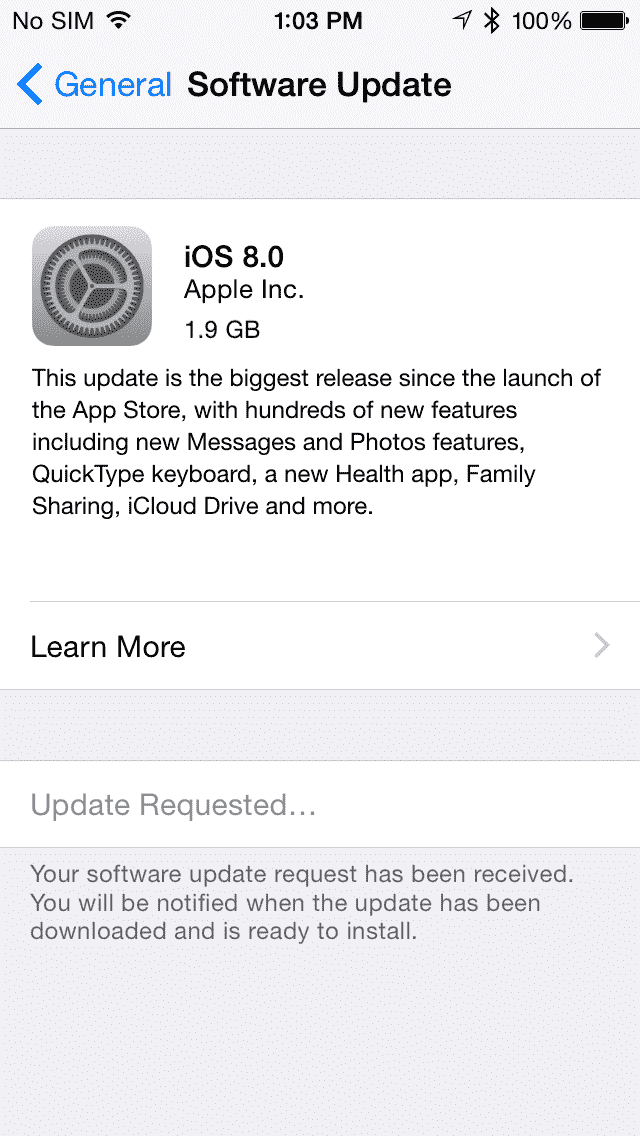 No SIM 1:03 PM 100%
General Software Update
iOS 8.0
Apple Inc.
1.9 GB
This update is the biggest release since the launch of
the App Store, with hundreds of new features
including new Messages and Photos features,
QuickType keyboard, a new Health app, Family
Sharing, iCloud Drive and more.
Learn More
Update Requested...
Your software update request has been received.
You will be notified when the update has been
downloaded and is ready to install.